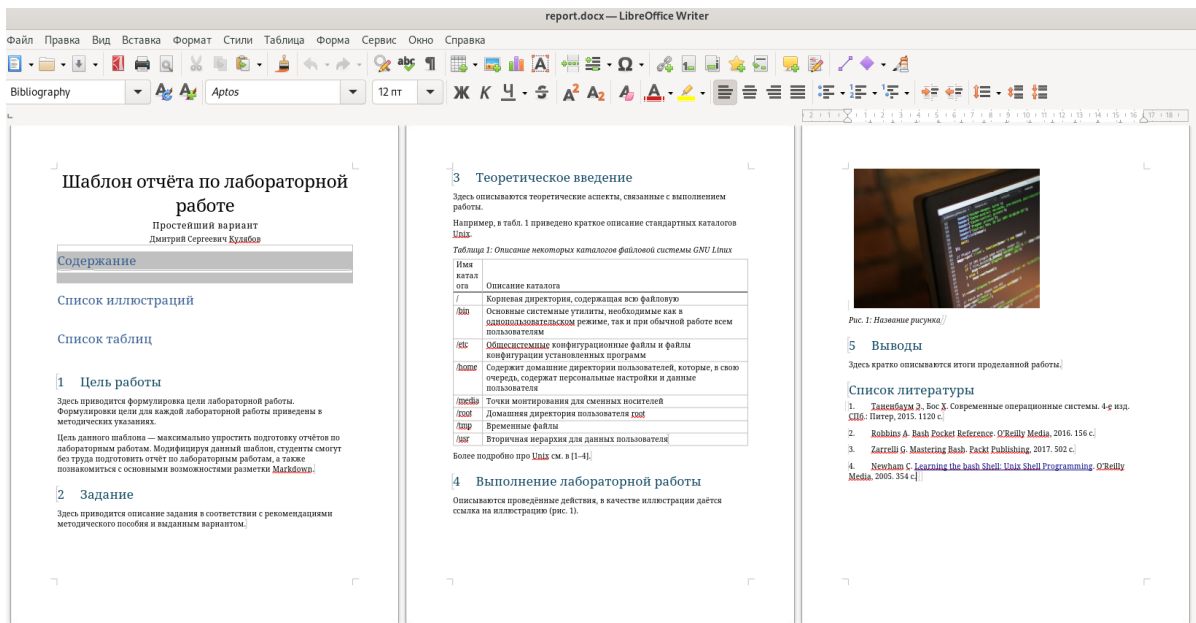 report.docx — LibreOffice Writer
Файл Правка Вид Вставка Формат Стили Таблица Форма Сервис Окно Справка
Bibliography Aptos 12 пт
Шаблон отчёта по лабораторной
работе
Простейший вариант
Дмитрий Сергеевич Кулябов
Содержание
Список иллюстраций
Список таблиц
1 Цель работы
Здесь приводится формулировка цели лабораторной работы.
Формулировки цели для каждой лабораторной работы приведены в
методических указаниях.
Цель данного шаблона — максимально упростить подготовку отчётов по
лабораторным работам. Модифицируя данный шаблон, студенты смогут
без труда подготовить отчёт по лабораторным работам, а также
познакомиться с основными возможностями разметки Markdown.
2 Задание
Здесь приводится описание задания в соответствии с рекомендациями
методического пособия и выданным вариантом.
3 Теоретическое введение
Здесь описываются теоретические аспекты, связанные с выполнением
работы.
Например, в табл. 1 приведено краткое описание стандартных каталогов
Unix.
Таблица 1: Описание некоторых каталогов файловой системы GNU Linux
Имя
катал
ога Описание каталога
/ Корневая директория, содержащая всю файловую
/bin Основные системные утилиты, необходимые как в
однопользовательском режиме, так и при обычной работе всем
пользователям
/etc Общесистемные конфигурационные файлы и файлы
конфигурации установленных программ
/home Содержит домашние директории пользователей, которые, в свою
очередь, содержат персональные настройки и данные
пользователя
/media Точки монтирования для сменных носителей
/root Домашняя директория пользователя root
/tmp Временные файлы
/usr Вторичная иерархия для данных пользователя
Более подробно про Unix см. в [1–4].
4 Выполнение лабораторной работы
Описываются проведённые действия, в качестве иллюстрации даётся
ссылка на иллюстрацию (рис. 1).
Рис. 1: Название рисунка
5 Выводы
Здесь кратко описываются итоги проделанной работы.
Список литературы
1. Таненбаум Э., Бос Х. Современные операционные системы. 4-е изд.
СПб.: Питер, 2015. 1120 с.
2. Robbins A. Bash Pocket Reference. O'Reilly Media, 2016. 156 с.
3. Zarrelli G. Mastering Bash. Packt Publishing, 2017. 502 с.
4. Newham C. Learning the bash Shell: Unix Shell Programming. O'Reilly
Media, 2005. 354 с.